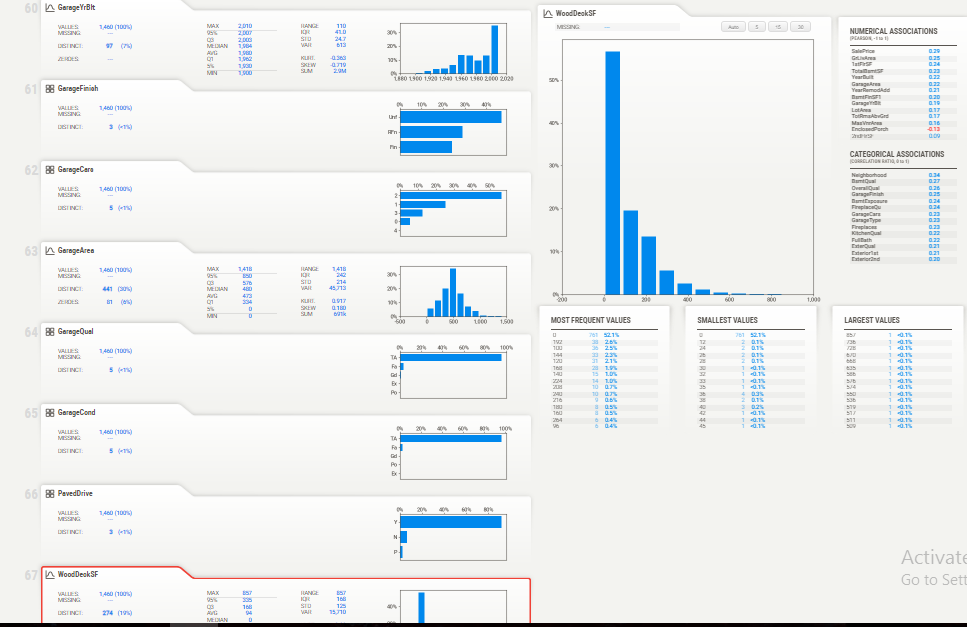 60
GarageYrBlt
VALUES: 1,460 (100%)
MISSING: ---
DISTINCT: 97 (7%)
ZEROES: ---
MAX 2,010
95% 2,007
Q3 2,002
MEDIAN 1,984
AVG 1,980
Q1 1,962
5% 1,930
MIN 1,900
RANGE 110
IQR 41.0
STD 24.7
VAR 613
KURT. -0.363
SKEW -0.719
SUM 2.9M
30%
20%
10%
0%
1,880 1,900 1,920 1,940 1,960 1,980 2,000 2,020
61
GarageFinish
VALUES: 1,460 (100%)
MISSING: ---
DISTINCT: 3 (<1%)
0% 10% 20% 30% 40%
Unf
RFn
Fin
62
GarageCars
VALUES: 1,460 (100%)
MISSING: ---
DISTINCT: 5 (<1%)
0% 10% 20% 30% 40% 50%
2
1
3
0
4
63
GarageArea
VALUES: 1,460 (100%)
MISSING: ---
DISTINCT: 441 (30%)
ZEROES: 81 (6%)
MAX 1,418
95% 850
Q3 576
MEDIAN 480
AVG 473
Q1 334
5% 0
MIN 0
RANGE 1,418
IQR 242
STD 214
VAR 45,713
KURT. 0.917
SKEW 0.180
SUM 691k
30%
20%
10%
0%
-500 0 500 1,000 1,500
64
GarageQual
VALUES: 1,460 (100%)
MISSING: ---
DISTINCT: 5 (<1%)
0% 20% 40% 60% 80% 100%
TA
Fa
Gd
Ex
Po
65
GarageCond
VALUES: 1,460 (100%)
MISSING: ---
DISTINCT: 5 (<1%)
0% 20% 40% 60% 80% 100%
TA
Fa
Gd
Po
Ex
66
PavedDrive
VALUES: 1,460 (100%)
MISSING: ---
DISTINCT: 3 (<1%)
0% 20% 40% 60% 80%
Y
N
P
67
WoodDeckSF
VALUES: 1,460 (100%)
MISSING: ---
DISTINCT: 274 (19%)
MAX 857
95% 335
Q3 168
AVG 94
MEDIAN 0
RANGE 857
IQR 168
STD 125
VAR 15,710
40%
WoodDeckSF
MISSING: ---
Auto 5 15 30
50%
40%
30%
20%
10%
0%
-200 0 200 400 600 800 1,000
NUMERICAL ASSOCIATIONS
(PEARSON, -1 to 1)
SalePrice 0.32
GrLivArea 0.25
1stFlrSF 0.24
TotalBsmtSF 0.23
YearBuilt 0.22
GarageArea 0.22
YearRemodAdd 0.21
BsmtFinSF1 0.20
GarageYrBlt 0.19
LotArea 0.17
TotRmsAbvGrd 0.17
MasVnrArea 0.16
EnclosedPorch -0.13
2ndFlrSF 0.09
CATEGORICAL ASSOCIATIONS
(CORRELATION RATIO, 0 to 1)
Neighborhood 0.34
BsmtQual 0.27
OverallQual 0.26
GarageFinish 0.25
BsmtExposure 0.24
FireplaceQu 0.24
GarageCars 0.23
GarageType 0.23
Fireplaces 0.23
KitchenQual 0.22
FullBath 0.22
ExterQual 0.21
Exterior1st 0.21
Exterior2nd 0.20
MOST FREQUENT VALUES
0 761 52.1%
192 38 2.6%
100 36 2.5%
144 33 2.3%
120 31 2.1%
168 28 1.9%
140 15 1.0%
224 14 1.0%
208 10 0.7%
240 10 0.7%
216 9 0.6%
180 8 0.5%
160 8 0.5%
264 6 0.4%
96 6 0.4%
SMALLEST VALUES
0 761 52.1%
12 2 0.1%
24 2 0.1%
26 2 0.1%
28 2 0.1%
30 1 <0.1%
32 1 <0.1%
33 1 <0.1%
35 1 <0.1%
36 4 0.3%
38 2 0.1%
40 3 0.2%
42 1 <0.1%
44 1 <0.1%
45 1 <0.1%
LARGEST VALUES
857 1 <0.1%
736 1 <0.1%
728 1 <0.1%
670 1 <0.1%
668 1 <0.1%
635 1 <0.1%
586 1 <0.1%
576 1 <0.1%
574 1 <0.1%
550 1 <0.1%
536 1 <0.1%
519 1 <0.1%
517 1 <0.1%
511 1 <0.1%
509 1 <0.1%
Activate
Go to Sett